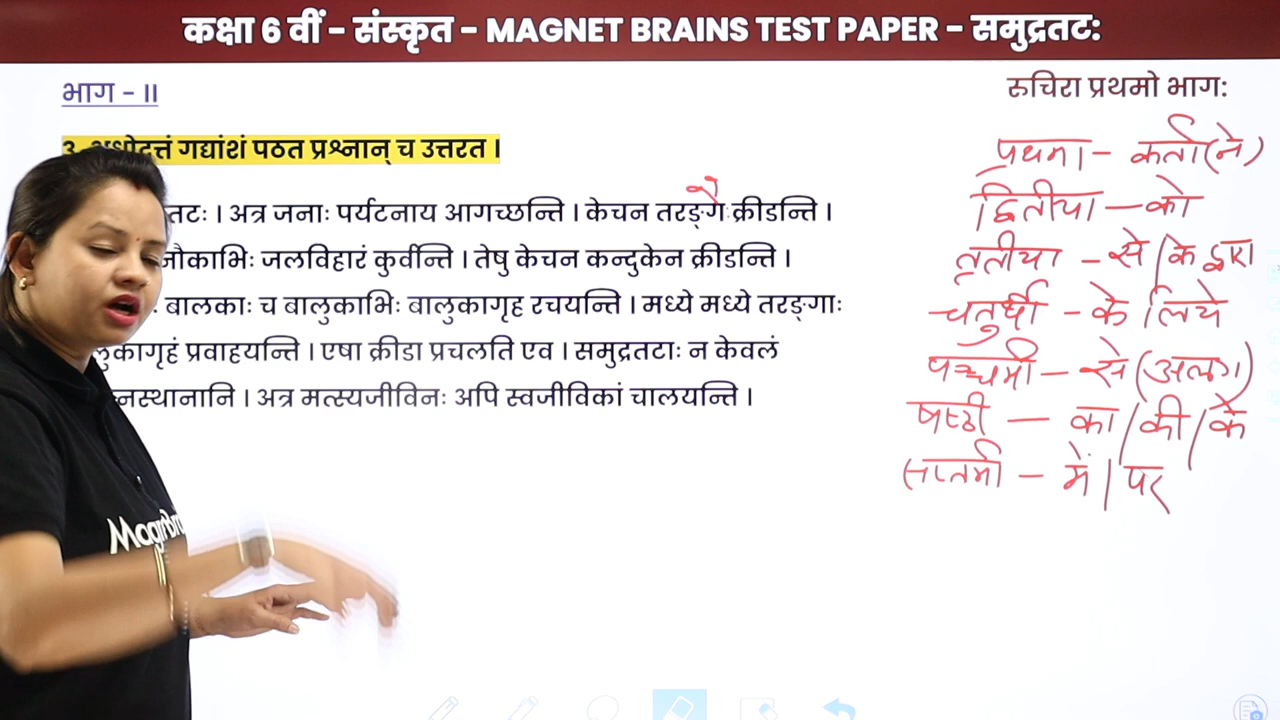 कक्षा 6 वीं - संस्कृत - MAGNET BRAINS TEST PAPER - समुद्रतट:
भाग - II
रुचिरा प्रथमो भाग:
गद्यांशं पठत प्रश्नान् च उत्तरत ।
तटः । अत्र जनाः पर्यटनाय आगच्छन्ति । केचन तरङ्गैः क्रीडन्ति ।
नौकाभिः जलविहारं कुर्वन्ति । तेषु केचन कन्दुकेन क्रीडन्ति ।
बालकाः च बालुकाभिः बालुकागृह रचयन्ति । मध्ये मध्ये तरङ्गाः
लुकागृहं प्रवाहयन्ति । एषा क्रीडा प्रचलति एव । समुद्रतटाः न केवलं
नस्थानानि । अत्र मत्स्यजीविनः अपि स्वजीविकां चालयन्ति ।
प्रथमा - कर्ता (ने)
द्वितीया - को
तृतीया - से / के द्वारा
चतुर्थी - के लिये
पञ्चमी - से (अलग)
षष्ठी - का / की / के
सप्तमी - में / पर